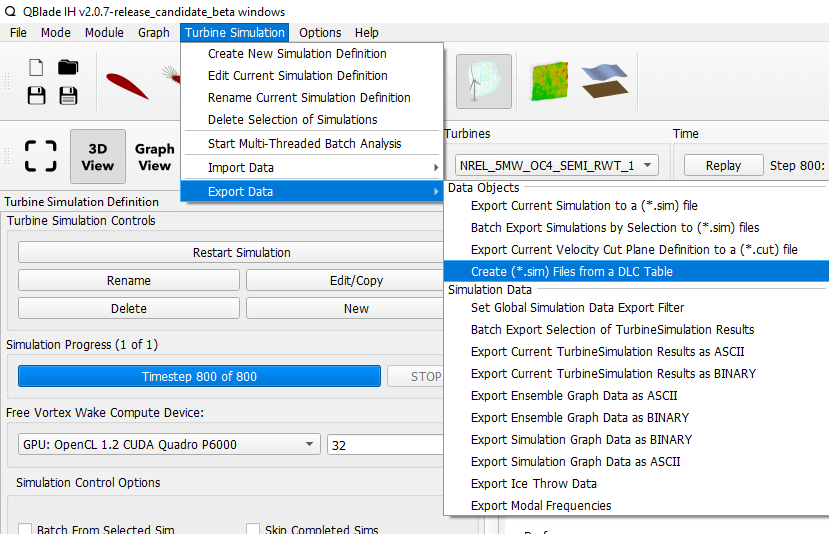 QBlade IH v2.0.7-release_candidate_beta windows
File Mode Module Graph Turbine Simulation Options Help
Create New Simulation Definition
Edit Current Simulation Definition
Rename Current Simulation Definition
Delete Selection of Simulations
Start Multi-Threaded Batch Analysis
Import Data
Export Data
3D View
Graph View
Turbines
Time
NREL_5MW_OC4_SEMI_RWT_1
Replay
Step 800:
Data Objects
Export Current Simulation to a (*.sim) file
Batch Export Simulations by Selection to (*.sim) files
Export Current Velocity Cut Plane Definition to a (*.cut) file
Create (*.sim) Files from a DLC Table
Simulation Data
Set Global Simulation Data Export Filter
Batch Export Selection of TurbineSimulation Results
Export Current TurbineSimulation Results as ASCII
Export Current TurbineSimulation Results as BINARY
Export Ensemble Graph Data as ASCII
Export Ensemble Graph Data as BINARY
Export Simulation Graph Data as BINARY
Export Simulation Graph Data as ASCII
Export Ice Throw Data
Export Modal Frequencies
Turbine Simulation Definition
Turbine Simulation Controls
Restart Simulation
Rename Edit/Copy
Delete New
Simulation Progress (1 of 1)
Timestep 800 of 800 STOP
Free Vortex Wake Compute Device:
GPU: OpenCL 1.2 CUDA Quadro P6000 32
Simulation Control Options
Batch From Selected Sim Skip Completed Sims